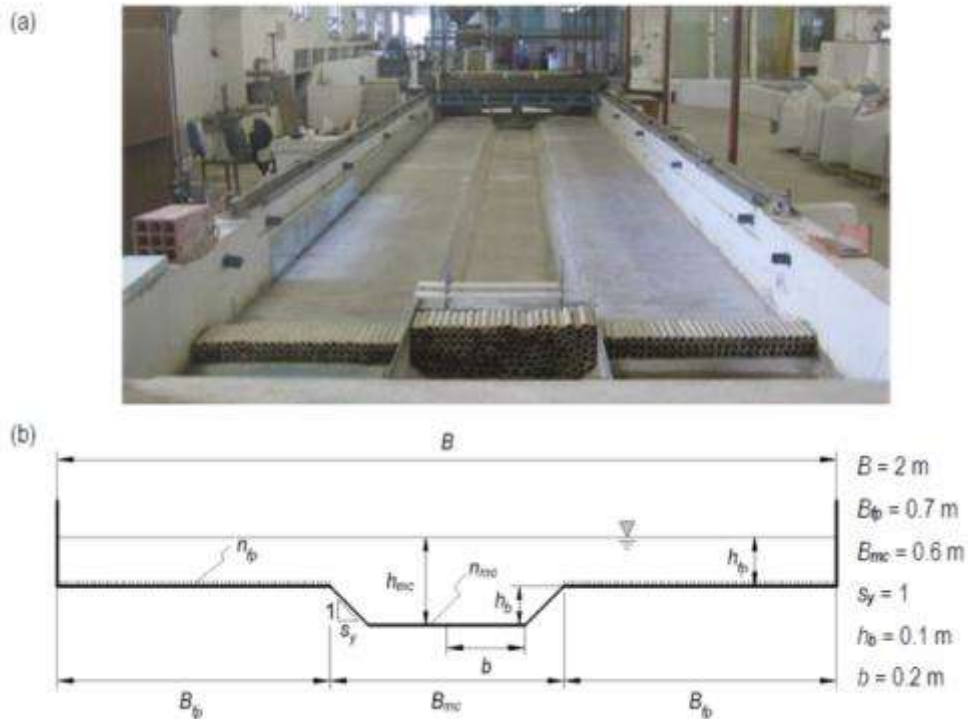 (a)
(b)
B
B = 2 m
B_fp = 0.7 m
B_mc = 0.6 m
s_y = 1
h_b = 0.1 m
b = 0.2 m
n_fp
h_mc
n_mc
h_b
h_fp
1
s_y
b
B_fp
B_mc
B_fp